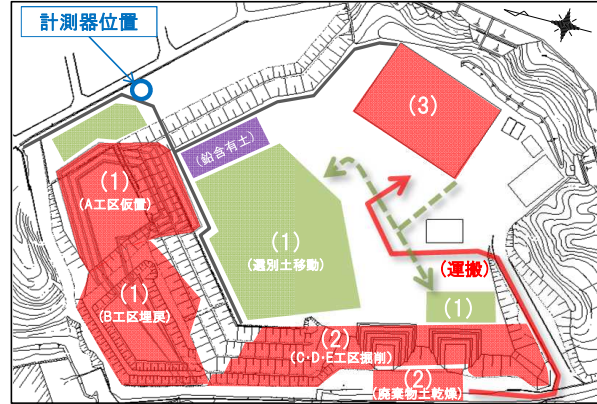 計測器位置
(3)
(鉛含有土)
(1)
(A工区仮置)
(1)
(選別土移動)
(運搬)
(1)
(B工区埋戻)
(1)
(2)
(C・D・E工区掘削)
(2)
(廃棄物土乾燥)